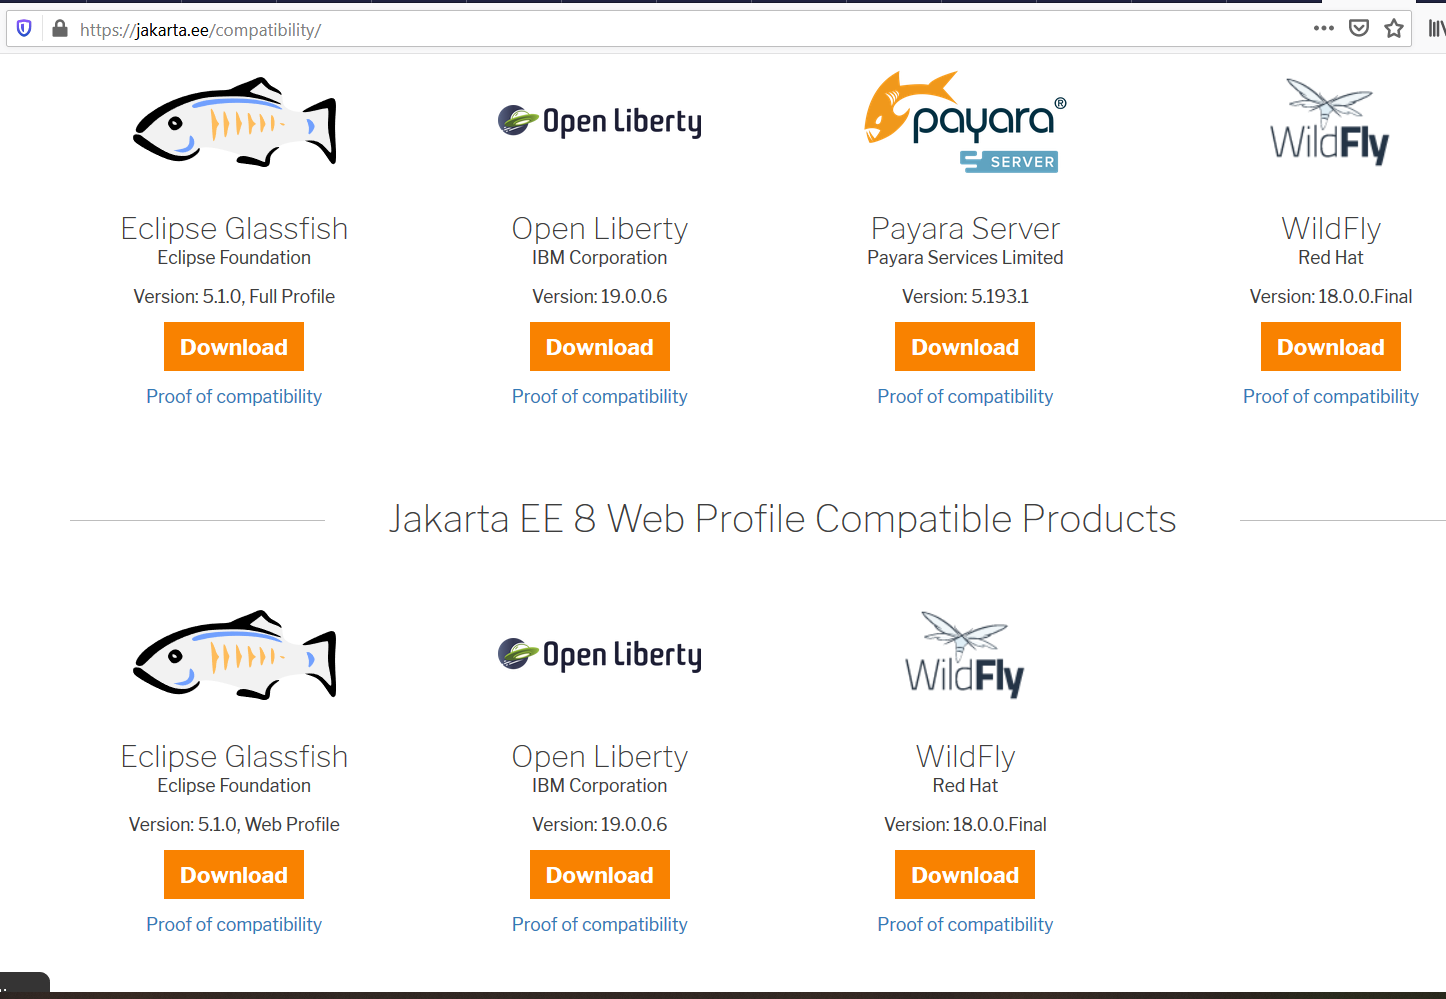 https://jakarta.ee/compatibility/
Open Liberty
payara®
SERVER
WildFly
Eclipse Glassfish
Eclipse Foundation
Version: 5.1.0, Full Profile
Download
Proof of compatibility
Open Liberty
IBM Corporation
Version: 19.0.0.6
Download
Proof of compatibility
Payara Server
Payara Services Limited
Version: 5.193.1
Download
Proof of compatibility
WildFly
Red Hat
Version: 18.0.0.Final
Download
Proof of compatibility
Jakarta EE 8 Web Profile Compatible Products
Open Liberty
WildFly
Eclipse Glassfish
Eclipse Foundation
Version: 5.1.0, Web Profile
Download
Proof of compatibility
Open Liberty
IBM Corporation
Version: 19.0.0.6
Download
Proof of compatibility
WildFly
Red Hat
Version: 18.0.0.Final
Download
Proof of compatibility